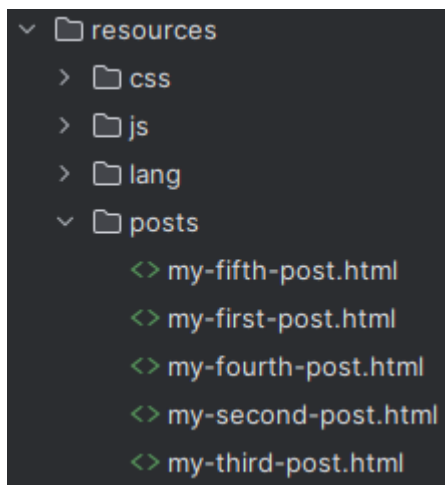 resources
css
js
lang
posts
my-fifth-post.html
my-first-post.html
my-fourth-post.html
my-second-post.html
my-third-post.html